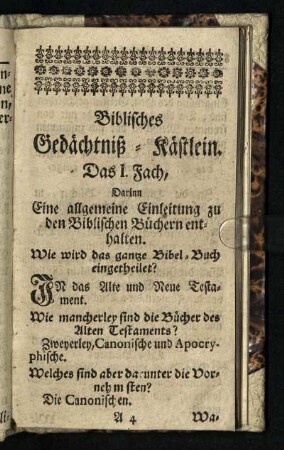 Biblisches
Gedächtniß-Kästlein.
Das I. Fach,
Darinn
Eine allgemeine Einleitung zu
den Biblischen Büchern ent-
halten.
Wie wird das gantze Bibel-Buch
eingetheilet?
IN das Alte und Neue Testa-
ment.
Wie mancherley sind die Bücher des
Alten Testaments?
Zweyerley, Canonische und Apocry-
phische.
Welches sind aber darunter die Vor-
nehmsten?
Die Canonischen.
A 4 Wa-